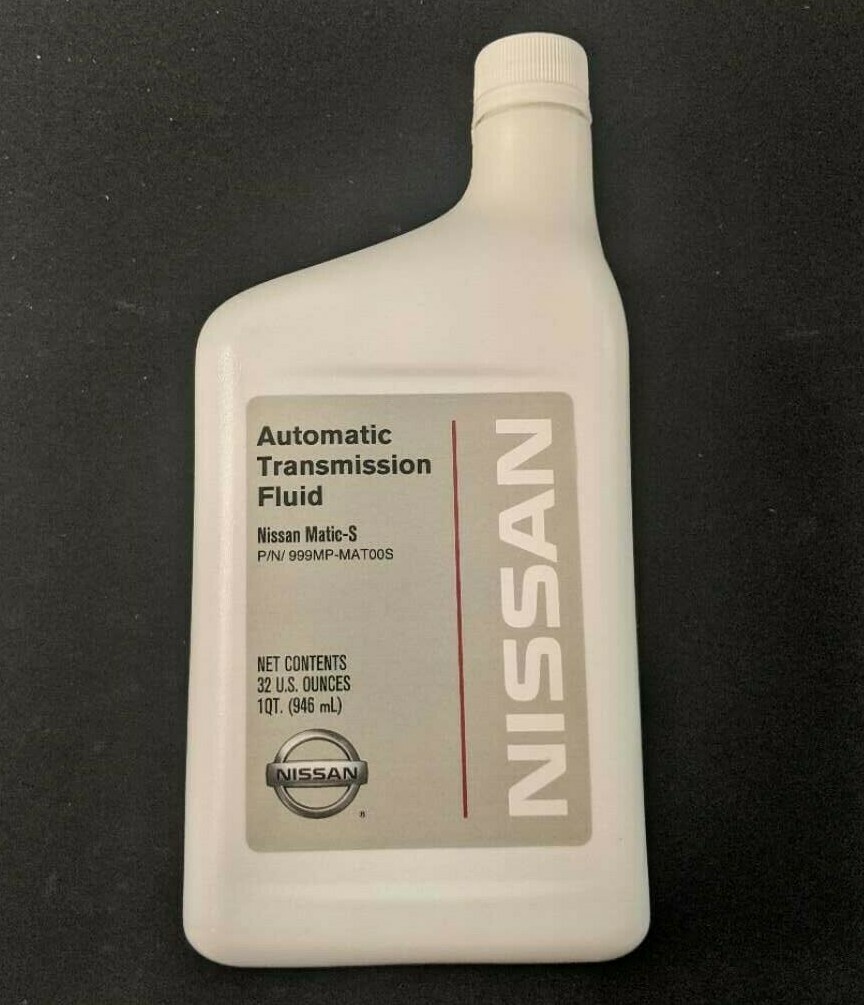 Automatic
Transmission
Fluid
Nissan Matic-S
P/N/ 999MP-MAT00S
NET CONTENTS
32 U.S. OUNCES
1QT. (946 mL)
NISSAN
®
NISSAN